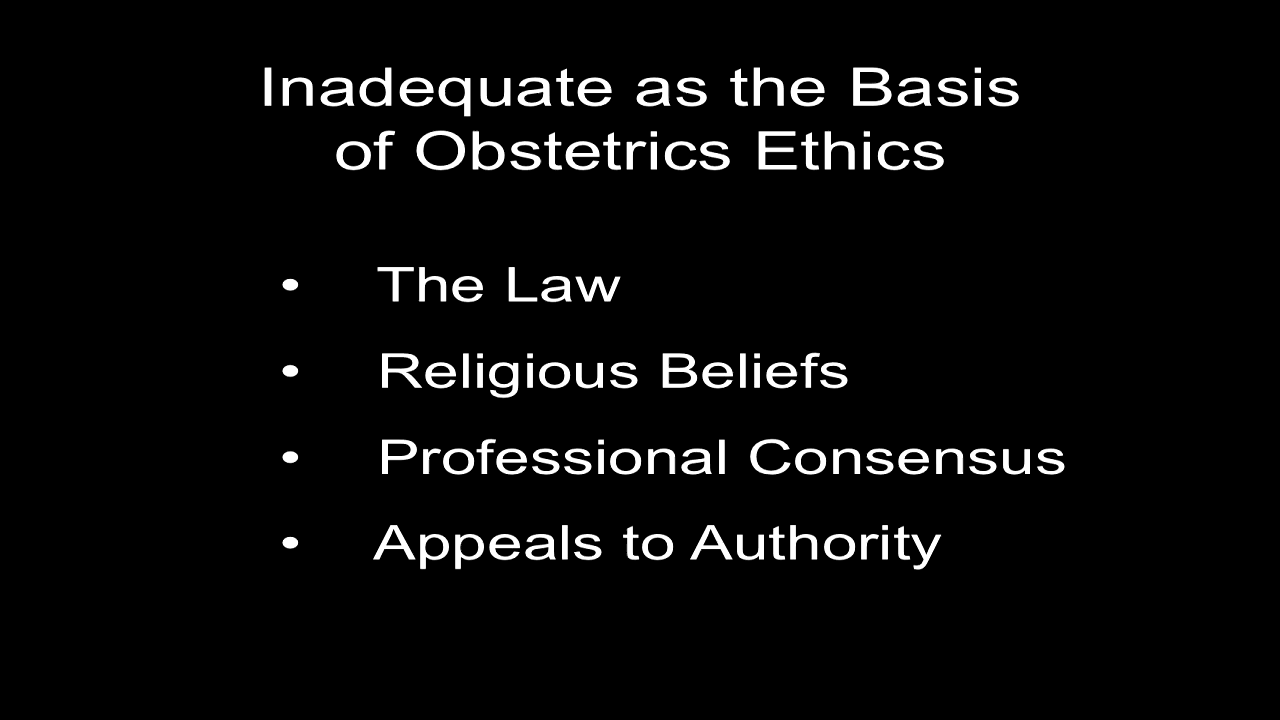 Inadequate as the Basis
of Obstetrics Ethics
• The Law
• Religious Beliefs
• Professional Consensus
• Appeals to Authority